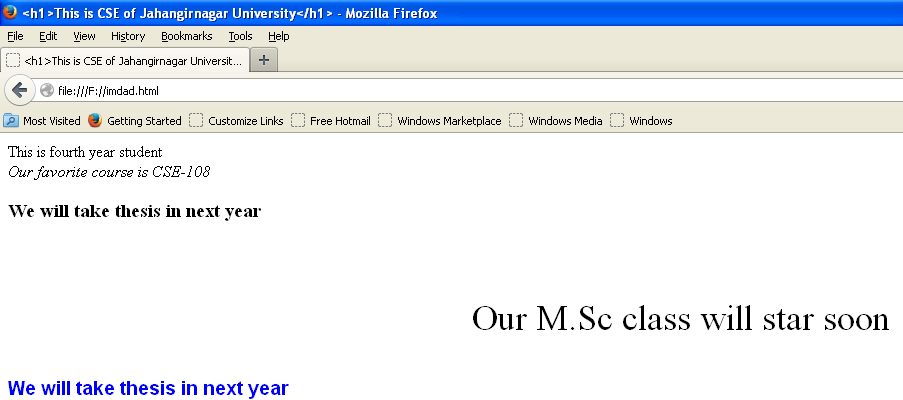 <h1>This is CSE of Jahangirnagar University</h1> - Mozilla Firefox
File Edit View History Bookmarks Tools Help
<h1>This is CSE of Jahangirnagar Universit... +
file:///F://imdad.html
Most Visited Getting Started Customize Links Free Hotmail Windows Marketplace Windows Media Windows
This is fourth year student
Our favorite course is CSE-108
We will take thesis in next year
Our M.Sc class will star soon
We will take thesis in next year